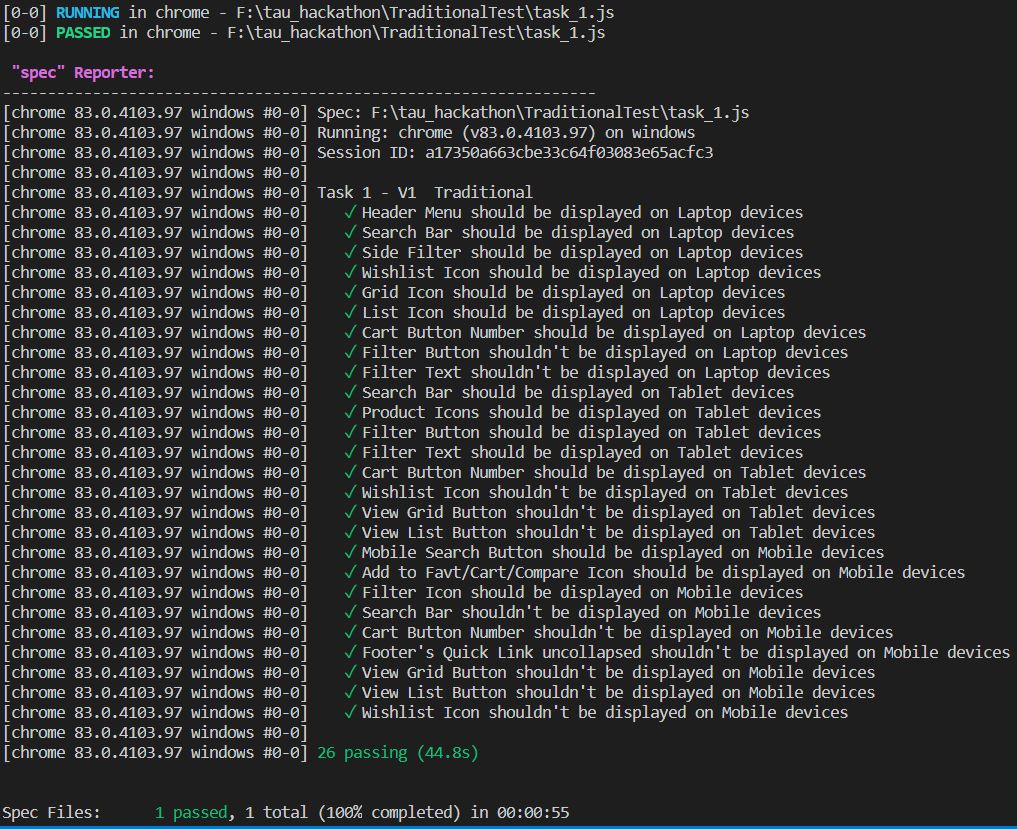 [0-0] RUNNING in chrome - F:\tau_hackathon\TraditionalTest\task_1.js
[0-0] PASSED in chrome - F:\tau_hackathon\TraditionalTest\task_1.js
"spec" Reporter:
------------------------------------------------------------------
[chrome 83.0.4103.97 windows #0-0] Spec: F:\tau_hackathon\TraditionalTest\task_1.js
[chrome 83.0.4103.97 windows #0-0] Running: chrome (v83.0.4103.97) on windows
[chrome 83.0.4103.97 windows #0-0] Session ID: a17350a663cbe33c64f03083e65acfc3
[chrome 83.0.4103.97 windows #0-0]
[chrome 83.0.4103.97 windows #0-0] Task 1 - V1  Traditional
[chrome 83.0.4103.97 windows #0-0]    ✓ Header Menu should be displayed on Laptop devices
[chrome 83.0.4103.97 windows #0-0]    ✓ Search Bar should be displayed on Laptop devices
[chrome 83.0.4103.97 windows #0-0]    ✓ Side Filter should be displayed on Laptop devices
[chrome 83.0.4103.97 windows #0-0]    ✓ Wishlist Icon should be displayed on Laptop devices
[chrome 83.0.4103.97 windows #0-0]    ✓ Grid Icon should be displayed on Laptop devices
[chrome 83.0.4103.97 windows #0-0]    ✓ List Icon should be displayed on Laptop devices
[chrome 83.0.4103.97 windows #0-0]    ✓ Cart Button Number should be displayed on Laptop devices
[chrome 83.0.4103.97 windows #0-0]    ✓ Filter Button shouldn't be displayed on Laptop devices
[chrome 83.0.4103.97 windows #0-0]    ✓ Filter Text shouldn't be displayed on Laptop devices
[chrome 83.0.4103.97 windows #0-0]    ✓ Search Bar should be displayed on Tablet devices
[chrome 83.0.4103.97 windows #0-0]    ✓ Product Icons should be displayed on Tablet devices
[chrome 83.0.4103.97 windows #0-0]    ✓ Filter Button should be displayed on Tablet devices
[chrome 83.0.4103.97 windows #0-0]    ✓ Filter Text should be displayed on Tablet devices
[chrome 83.0.4103.97 windows #0-0]    ✓ Cart Button Number should be displayed on Tablet devices
[chrome 83.0.4103.97 windows #0-0]    ✓ Wishlist Icon shouldn't be displayed on Tablet devices
[chrome 83.0.4103.97 windows #0-0]    ✓ View Grid Button shouldn't be displayed on Tablet devices
[chrome 83.0.4103.97 windows #0-0]    ✓ View List Button shouldn't be displayed on Tablet devices
[chrome 83.0.4103.97 windows #0-0]    ✓ Mobile Search Button should be displayed on Mobile devices
[chrome 83.0.4103.97 windows #0-0]    ✓ Add to Favt/Cart/Compare Icon should be displayed on Mobile devices
[chrome 83.0.4103.97 windows #0-0]    ✓ Filter Icon should be displayed on Mobile devices
[chrome 83.0.4103.97 windows #0-0]    ✓ Search Bar shouldn't be displayed on Mobile devices
[chrome 83.0.4103.97 windows #0-0]    ✓ Cart Button Number shouldn't be displayed on Mobile devices
[chrome 83.0.4103.97 windows #0-0]    ✓ Footer's Quick Link uncollapsed shouldn't be displayed on Mobile devices
[chrome 83.0.4103.97 windows #0-0]    ✓ View Grid Button shouldn't be displayed on Mobile devices
[chrome 83.0.4103.97 windows #0-0]    ✓ View List Button shouldn't be displayed on Mobile devices
[chrome 83.0.4103.97 windows #0-0]    ✓ Wishlist Icon shouldn't be displayed on Mobile devices
[chrome 83.0.4103.97 windows #0-0]
[chrome 83.0.4103.97 windows #0-0] 26 passing (44.8s)
Spec Files:      1 passed, 1 total (100% completed) in 00:00:55